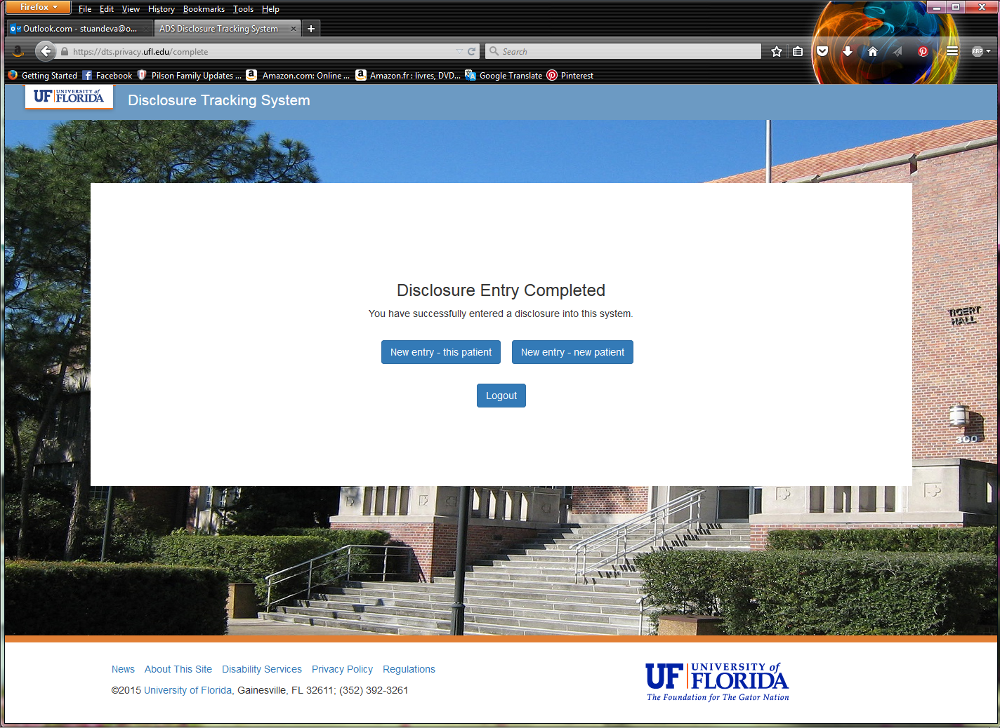 Firefox
File Edit View History Bookmarks Tools Help
Outlook.com - stuandeva@o...
ADS Disclosure Tracking System
https://dts.privacy.ufl.edu/complete
Search
ABP
Getting Started Facebook Pilson Family Updates ... Amazon.com: Online ... Amazon.fr : livres, DVD... Google Translate Pinterest
UF UNIVERSITY of FLORIDA
Disclosure Tracking System
TIGERT
HALL
300
Disclosure Entry Completed
You have successfully entered a disclosure into this system.
New entry - this patient New entry - new patient
Logout
News About This Site Disability Services Privacy Policy Regulations
©2015 University of Florida, Gainesville, FL 32611; (352) 392-3261
UF UNIVERSITY of
FLORIDA
The Foundation for The Gator Nation